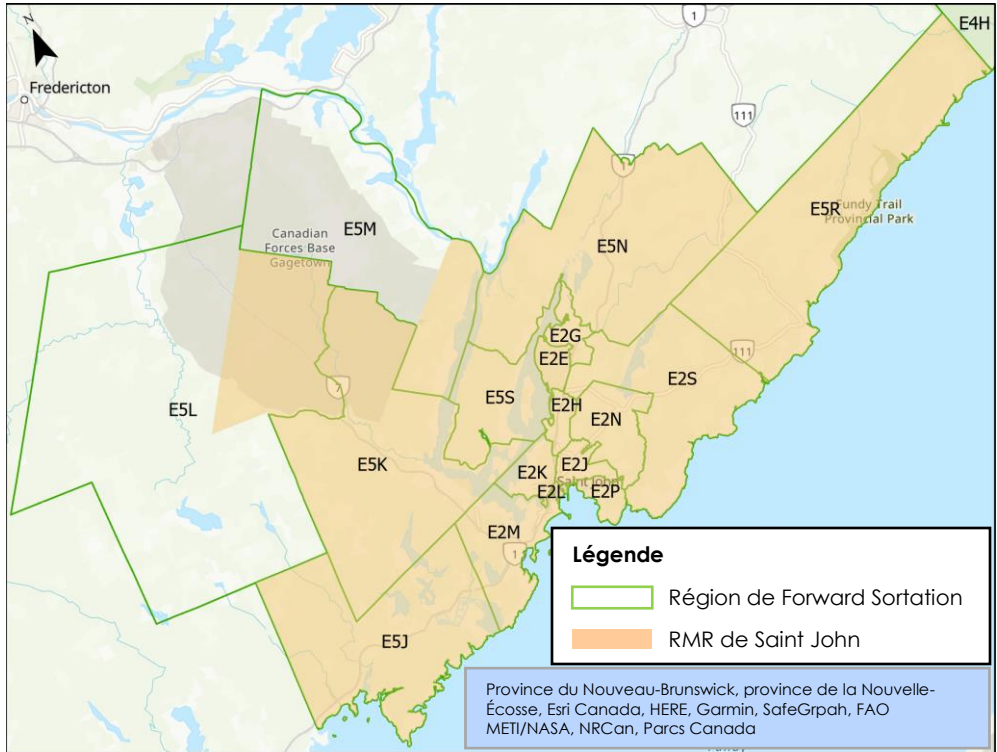 N
Fredericton
1
111
E4H
111
1
Fundy Trail
Provincial Park
E5R
Canadian
Forces Base
Gagetown
E5M
E5N
E2G
E2E
111
E2S
7
E5L
E5S
E2H
E2N
E5K
E2K
E2J
Saint John
E2L
E2P
E2M
1
E5J
Légende
Région de Forward Sortation
RMR de Saint John
Province du Nouveau-Brunswick, province de la Nouvelle-
Écosse, Esri Canada, HERE, Garmin, SafeGrpah, FAO
METI/NASA, NRCan, Parcs Canada